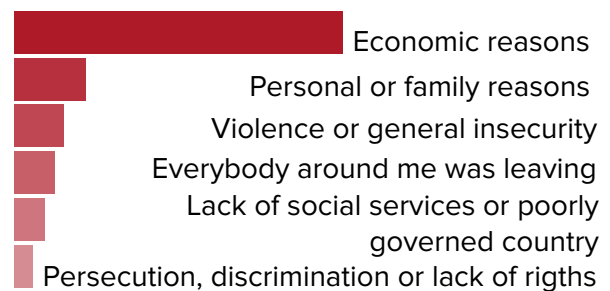 Economic reasons
Personal or family reasons
Violence or general insecurity
Everybody around me was leaving
Lack of social services or poorly
governed country
Persecution, discrimination or lack of rigths